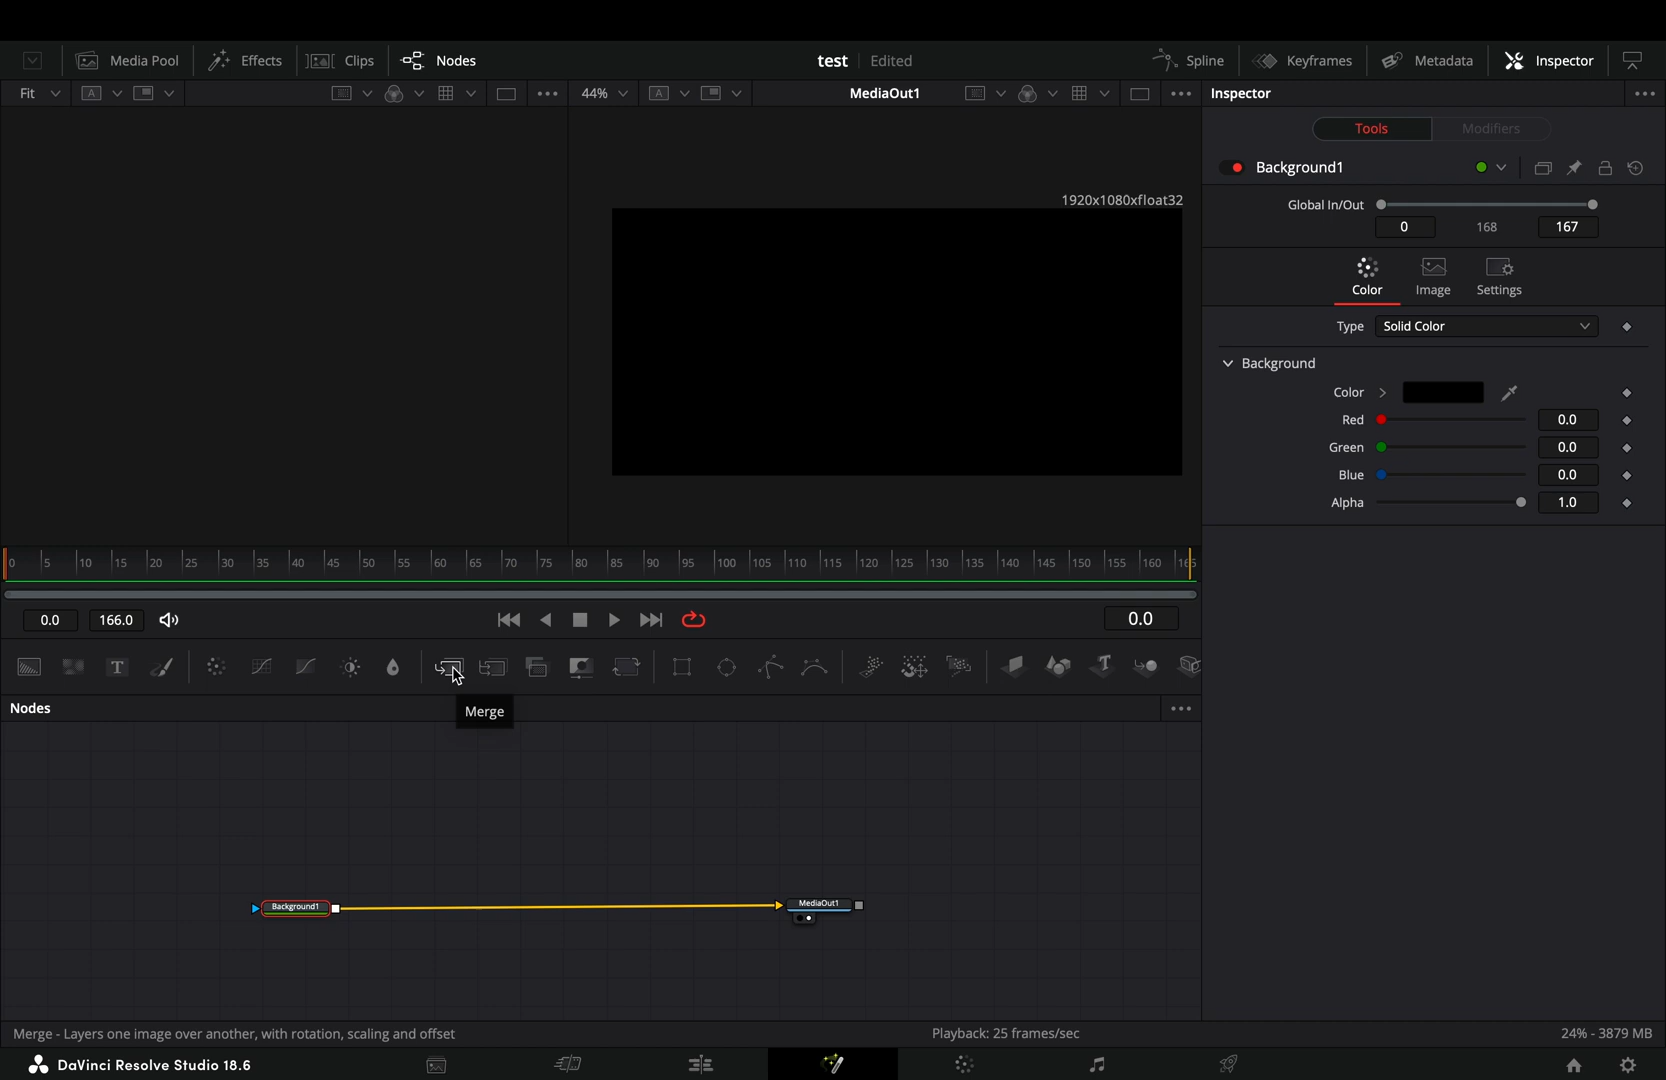 Media Pool Effects Clips Nodes test Edited Spline Keyframes Metadata Inspector
Fit A 44% A MediaOut1 Inspector
Tools Modifiers
Background1
1920x1080xfloat32
Global In/Out
0 168 167
Color Image Settings
Type Solid Color
Background
Color
Red 0.0
Green 0.0
Blue 0.0
Alpha 1.0
0 5 10 15 20 25 30 35 40 45 50 55 60 65 70 75 80 85 90 95 100 105 110 115 120 125 130 135 140 145 150 155 160 165
0.0 166.0 0.0
T T
Nodes
Merge
Background1 MediaOut1
Merge - Layers one image over another, with rotation, scaling and offset Playback: 25 frames/sec 24% - 3879 MB
DaVinci Resolve Studio 18.6